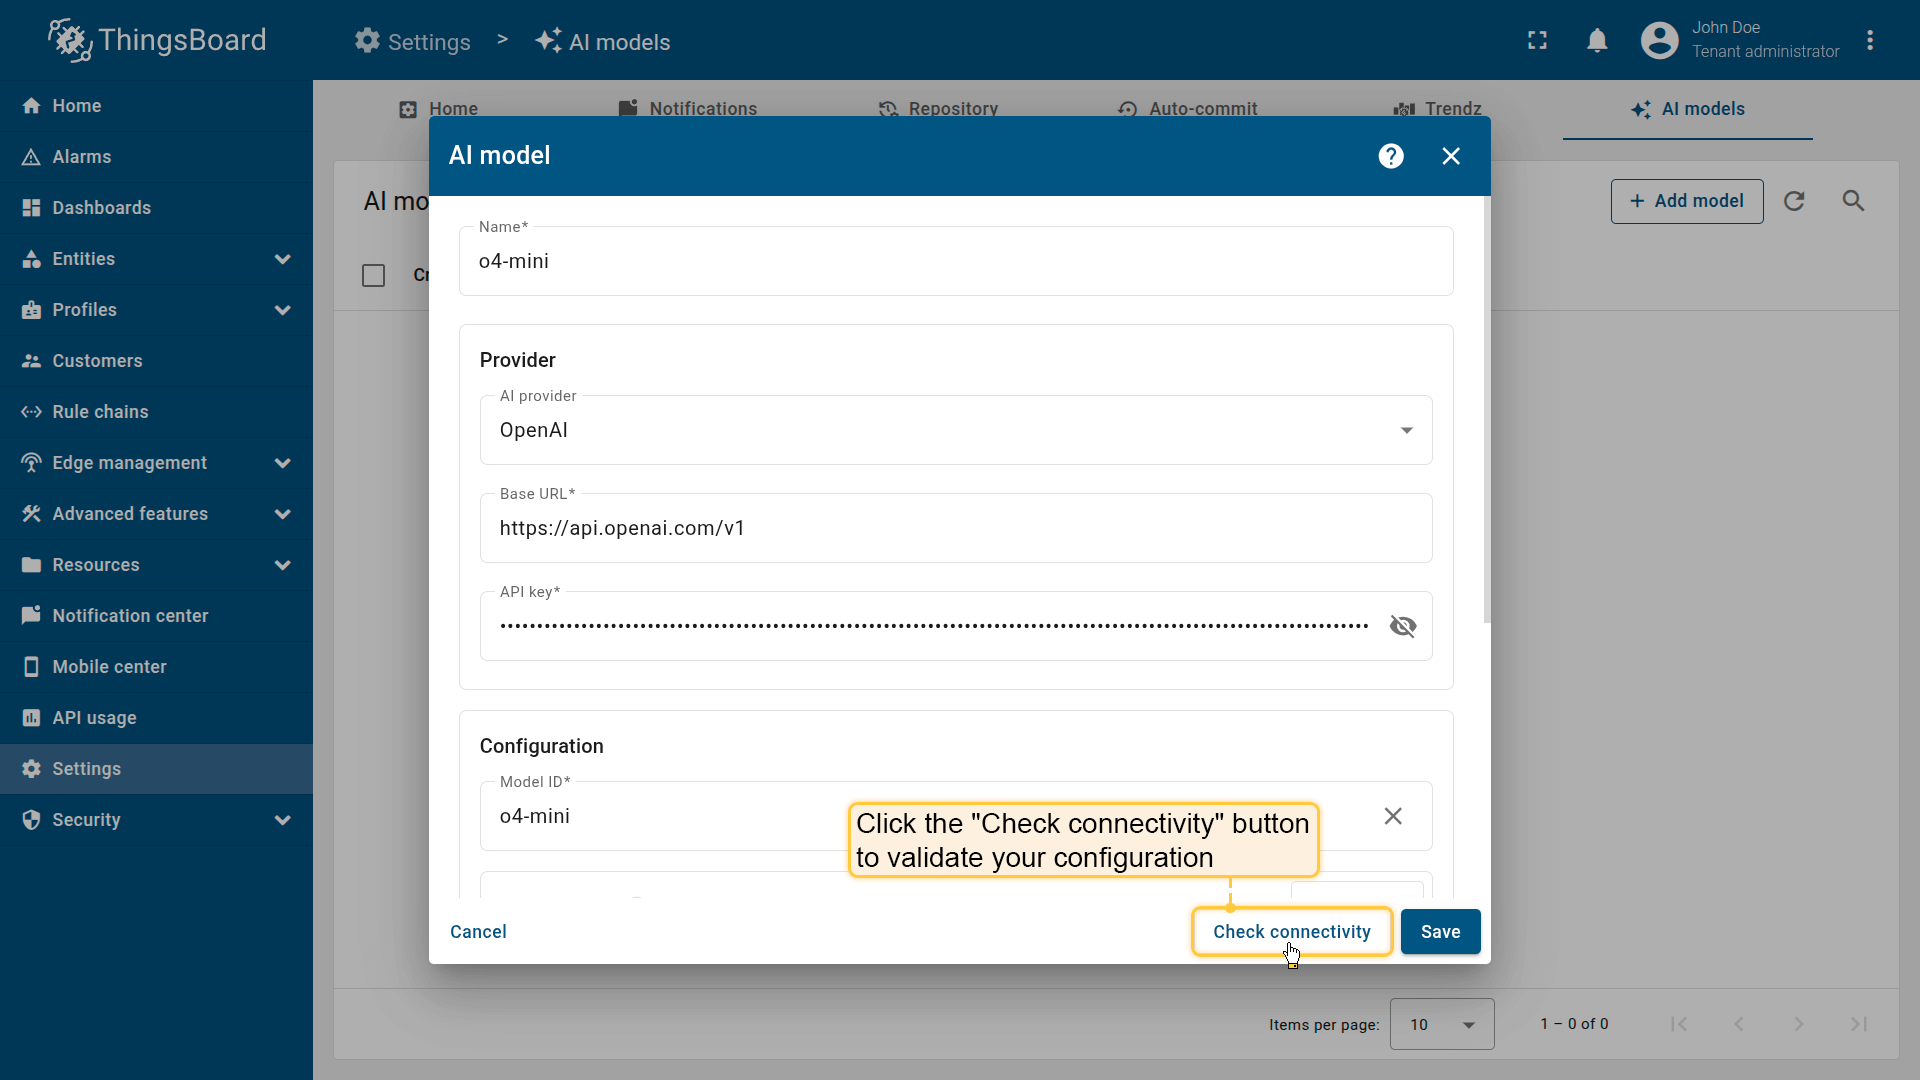 ThingsBoard
Settings > AI models
John Doe
Tenant administrator
Home
Alarms
Dashboards
Entities
Profiles
Customers
Rule chains
Edge management
Advanced features
Resources
Notification center
Mobile center
API usage
Settings
Security
Home
Notifications
Repository
Auto-commit
Trendz
AI models
AI mo
+ Add model
Cr
AI model
Name*
o4-mini
Provider
AI provider
OpenAI
Base URL*
https://api.openai.com/v1
API key*
Configuration
Model ID*
o4-mini
Click the "Check connectivity" button
to validate your configuration
Cancel
Check connectivity
Save
Items per page:
10
1 – 0 of 0